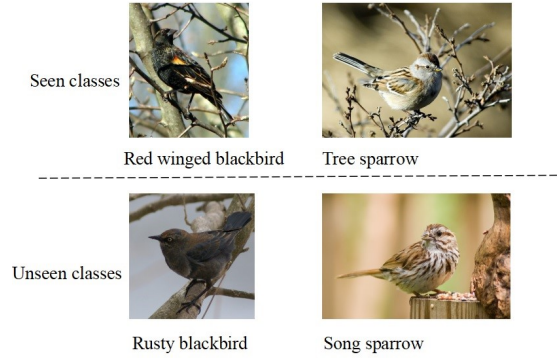 Seen classes
Red winged blackbird
Tree sparrow
Unseen classes
Rusty blackbird
Song sparrow